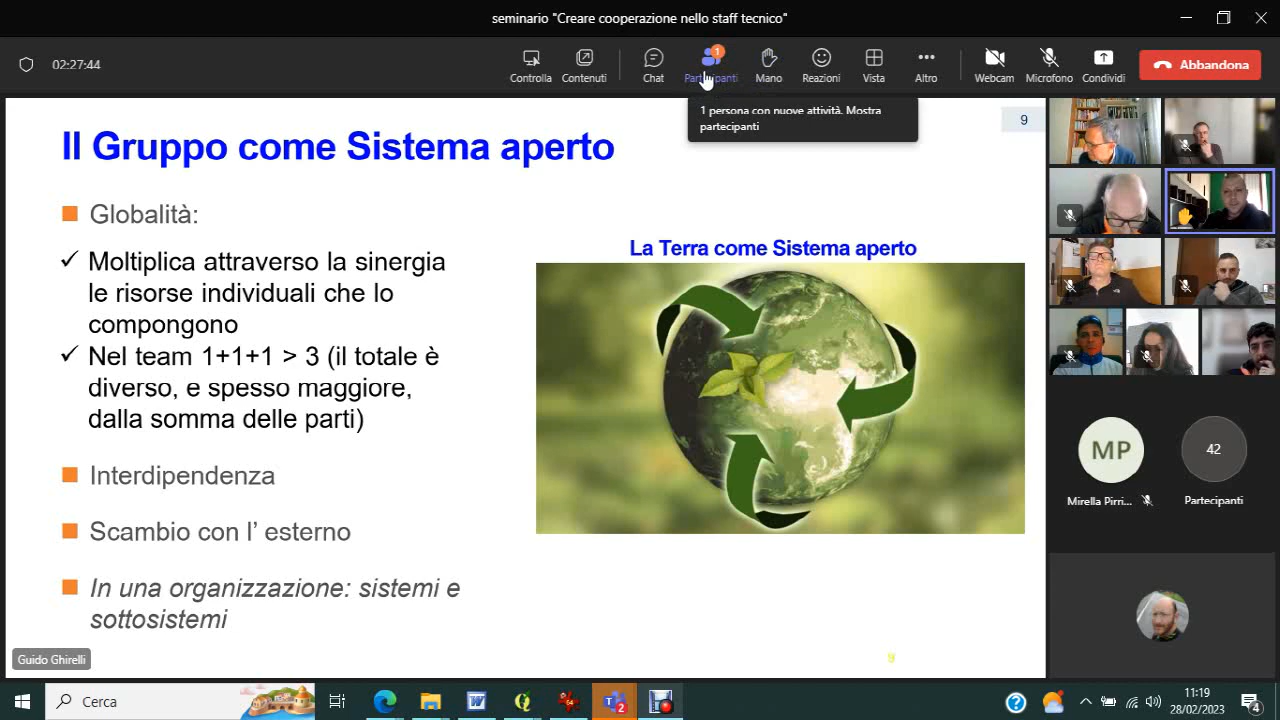 seminario "Creare cooperazione nello staff tecnico"
02:27:44
Controlla
Contenuti
Chat
1
Partecipanti
Mano
Reazioni
Vista
Altro
Webcam
Microfono
Condividi
Abbandona
1 persona con nuove attività. Mostra
partecipanti
9
Il Gruppo come Sistema aperto
Globalità:
Moltiplica attraverso la sinergia
le risorse individuali che lo
compongono
Nel team 1+1+1 > 3 (il totale è
diverso, e spesso maggiore,
dalla somma delle parti)
Interdipendenza
Scambio con l’ esterno
In una organizzazione: sistemi e
sottosistemi
La Terra come Sistema aperto
9
Guido Ghirelli
MP
Mirella Pirri...
42
Partecipanti
Cerca
W
T
2
11:19
28/02/2023
4